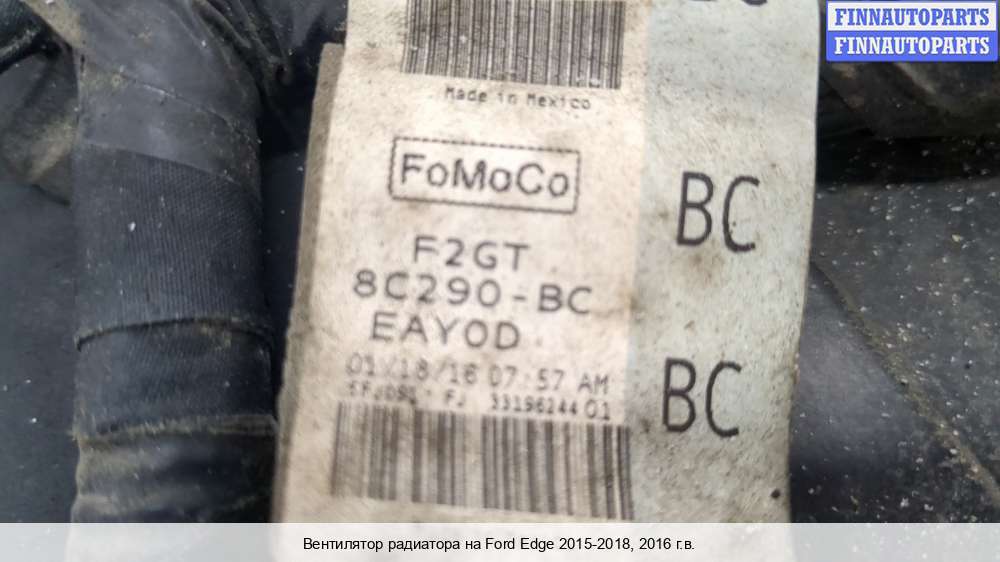 FINNAUTOPARTS
FINNAUTOPARTS
Made in Mexico
FoMoCo
BC
F2GT
8C290-BC
EAYOD
01/18/16 07:57 AM
BC
33196244 01
Вентилятор радиатора на Ford Edge 2015-2018, 2016 г.в.